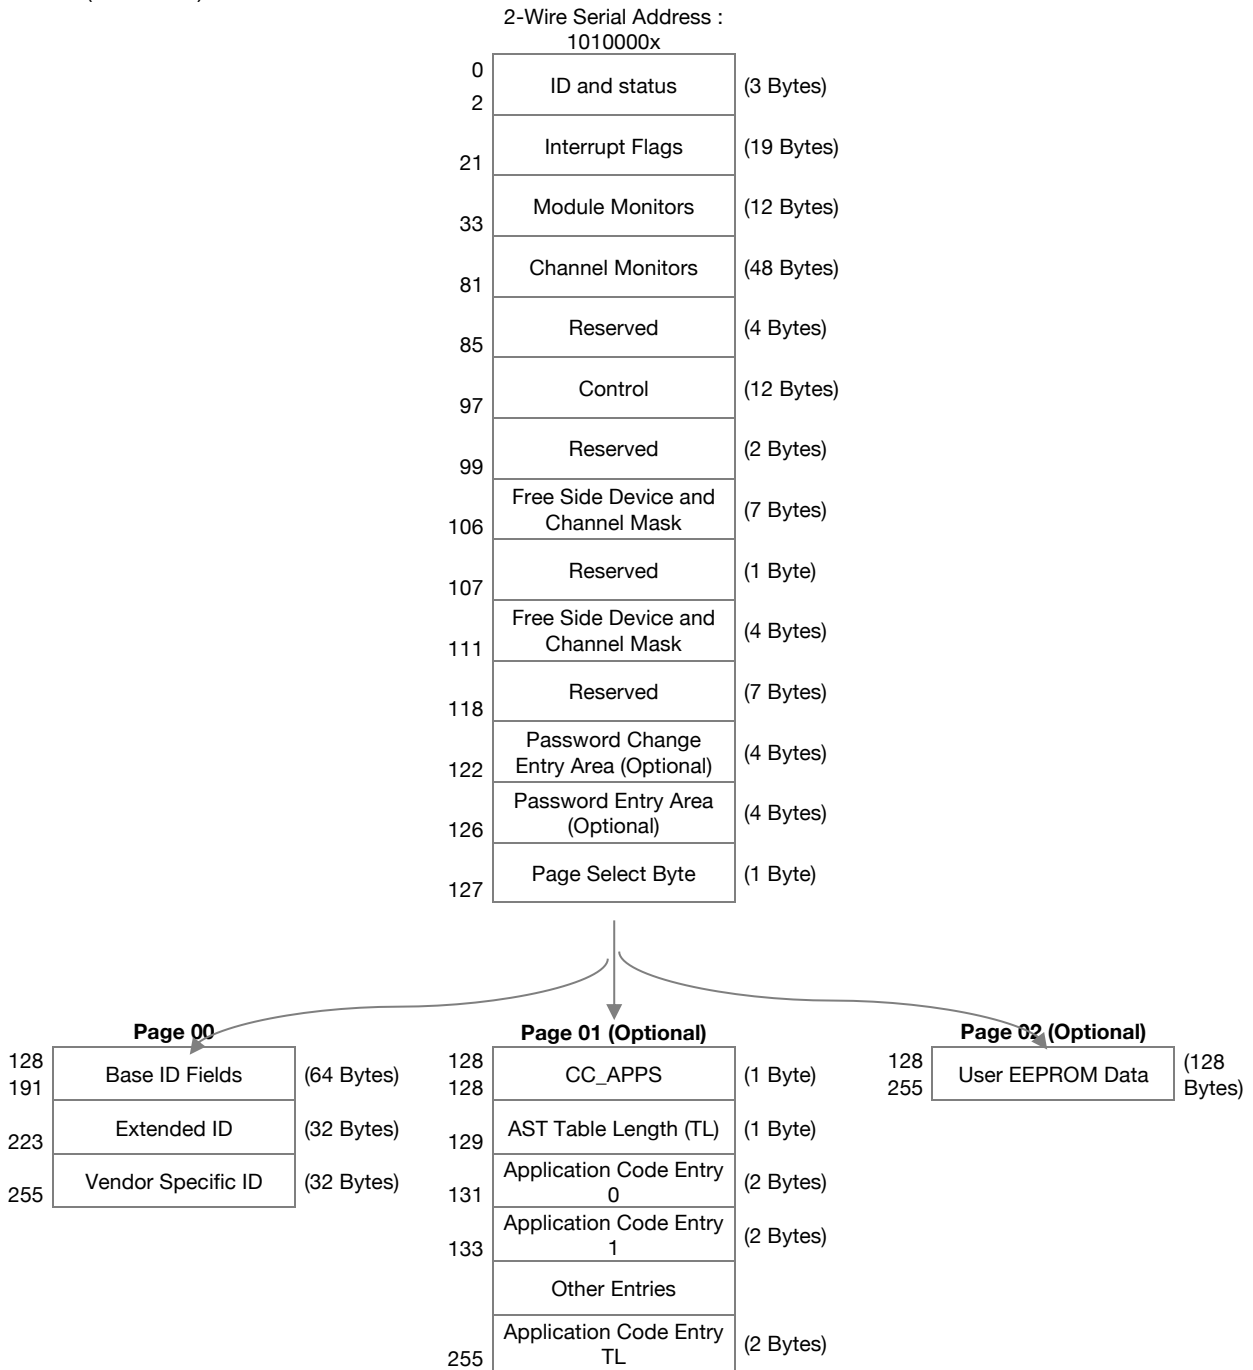 2-Wire Serial Address :
1010000x
0
2
ID and status
(3 Bytes)
21
Interrupt Flags
(19 Bytes)
33
Module Monitors
(12 Bytes)
81
Channel Monitors
(48 Bytes)
85
Reserved
(4 Bytes)
97
Control
(12 Bytes)
99
Reserved
(2 Bytes)
106
Free Side Device and
Channel Mask
(7 Bytes)
107
Reserved
(1 Byte)
111
Free Side Device and
Channel Mask
(4 Bytes)
118
Reserved
(7 Bytes)
122
Password Change
Entry Area (Optional)
(4 Bytes)
126
Password Entry Area
(Optional)
(4 Bytes)
127
Page Select Byte
(1 Byte)
Page 00
128
191
Base ID Fields
(64 Bytes)
223
Extended ID
(32 Bytes)
255
Vendor Specific ID
(32 Bytes)
Page 01 (Optional)
128
128
CC_APPS
(1 Byte)
129
AST Table Length (TL)
(1 Byte)
131
Application Code Entry
0
(2 Bytes)
133
Application Code Entry
1
(2 Bytes)
Other Entries
255
Application Code Entry
TL
(2 Bytes)
Page 02 (Optional)
128
255
User EEPROM Data
(128
Bytes)